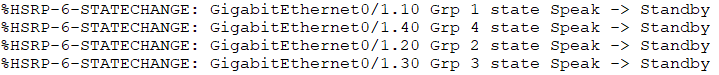 %HSRP-6-STATECHANGE: GigabitEthernet0/1.10 Grp 1 state Speak -> Standby
%HSRP-6-STATECHANGE: GigabitEthernet0/1.40 Grp 4 state Speak -> Standby
%HSRP-6-STATECHANGE: GigabitEthernet0/1.20 Grp 2 state Speak -> Standby
%HSRP-6-STATECHANGE: GigabitEthernet0/1.30 Grp 3 state Speak -> Standby